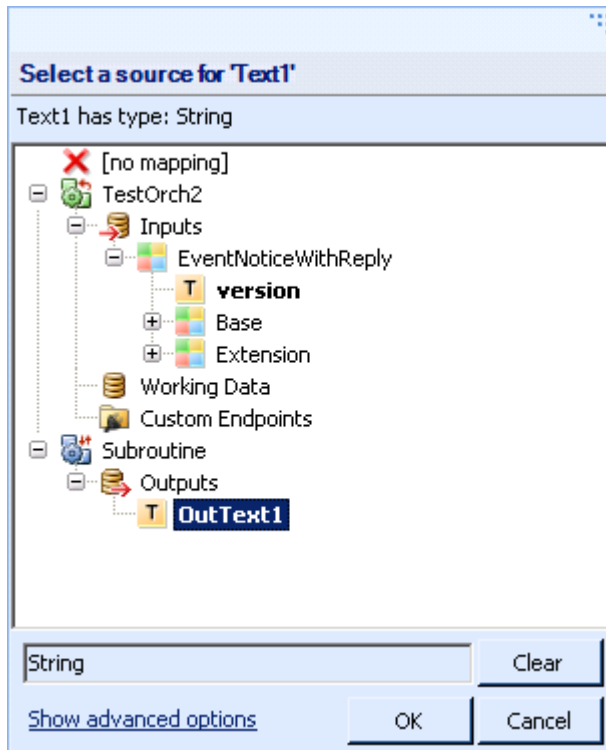 Select a source for 'Text1'
Text1 has type: String
[no mapping]
TestOrch2
Inputs
EventNoticeWithReply
T version
Base
Extension
Working Data
Custom Endpoints
Subroutine
Outputs
T OutText1
String Clear
Show advanced options OK Cancel